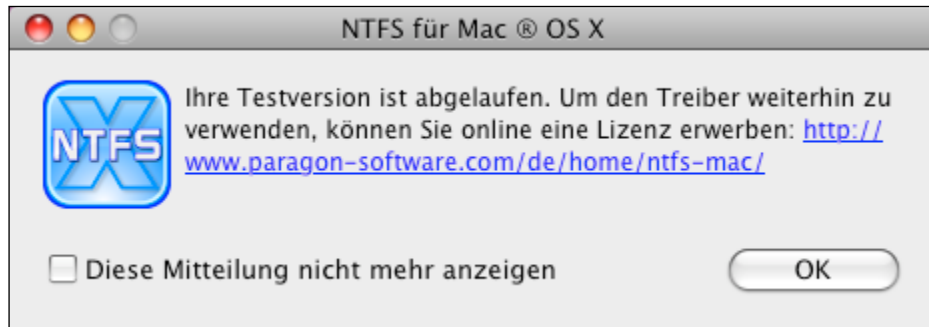 NTFS für Mac ® OS X
Ihre Testversion ist abgelaufen. Um den Treiber weiterhin zu
verwenden, können Sie online eine Lizenz erwerben: http://
www.paragon-software.com/de/home/ntfs-mac/
NTFS
Diese Mitteilung nicht mehr anzeigen
OK